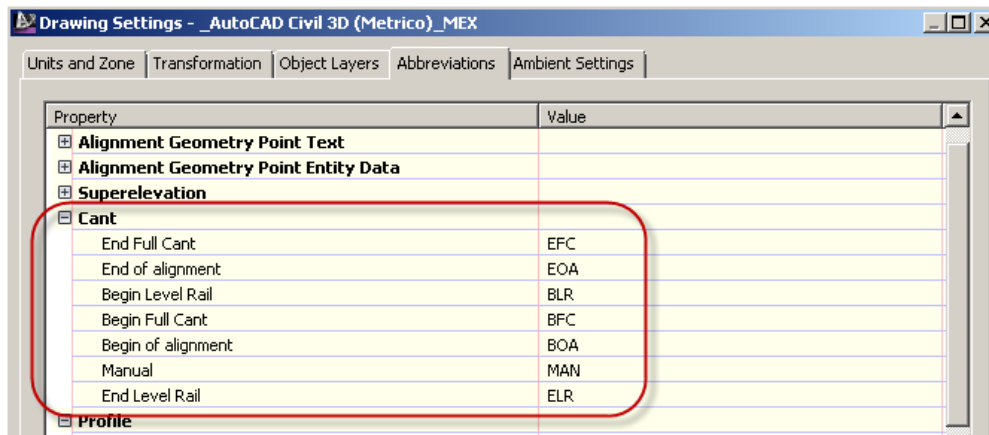 Drawing Settings - _AutoCAD Civil 3D (Metrico)_MEX
Units and Zone Transformation Object Layers Abbreviations Ambient Settings
Property Value
Alignment Geometry Point Text
Alignment Geometry Point Entity Data
Superelevation
Cant
End Full Cant EFC
End of alignment EOA
Begin Level Rail BLR
Begin Full Cant BFC
Begin of alignment BOA
Manual MAN
End Level Rail ELR
Profile